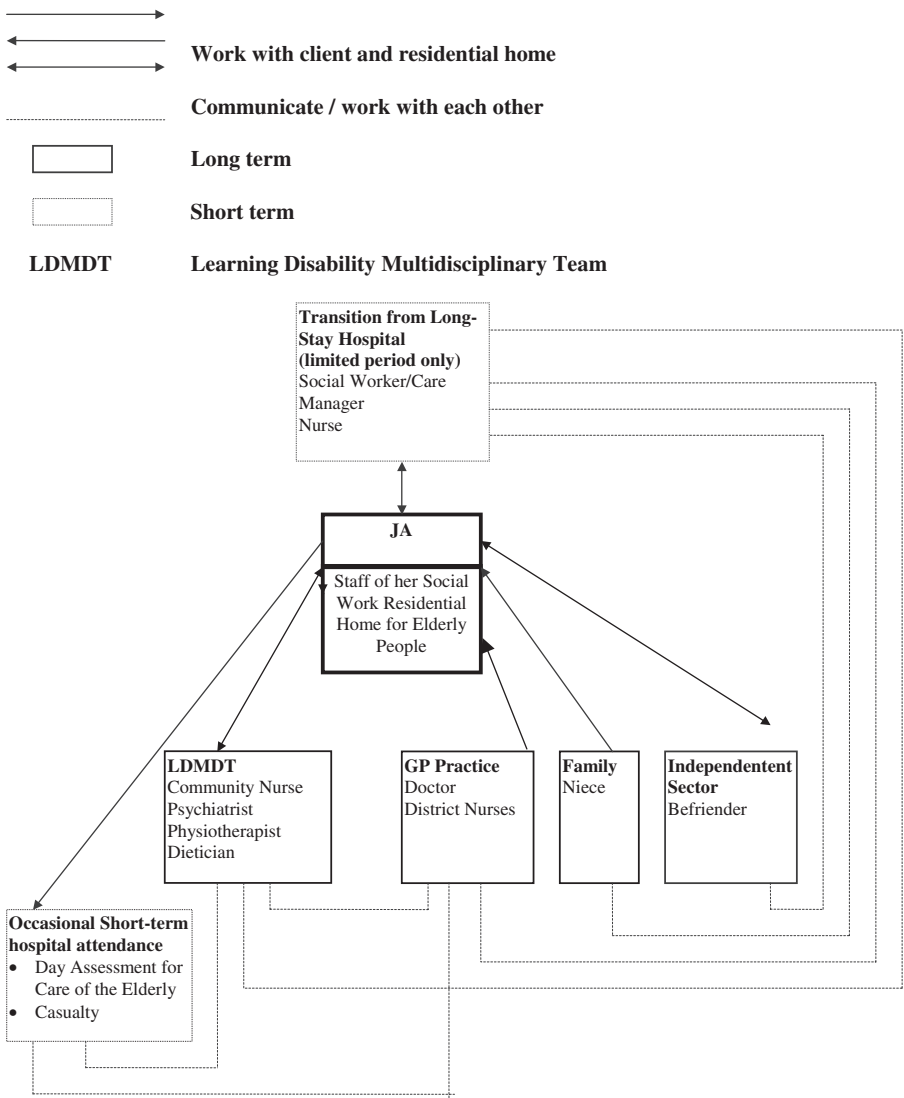 Work with client and residential home
Communicate / work with each other
Long term
Short term
LDMDT Learning Disability Multidisciplinary Team
Transition from Long-
Stay Hospital
(limited period only)
Social Worker/Care
Manager
Nurse
JA
Staff of her Social
Work Residential
Home for Elderly
People
LDMDT
Community Nurse
Psychiatrist
Physiotherapist
Dietician
GP Practice
Doctor
District Nurses
Family
Niece
Independentent
Sector
Befriender
Occasional Short-term
hospital attendance
• Day Assessment for
Care of the Elderly
• Casualty